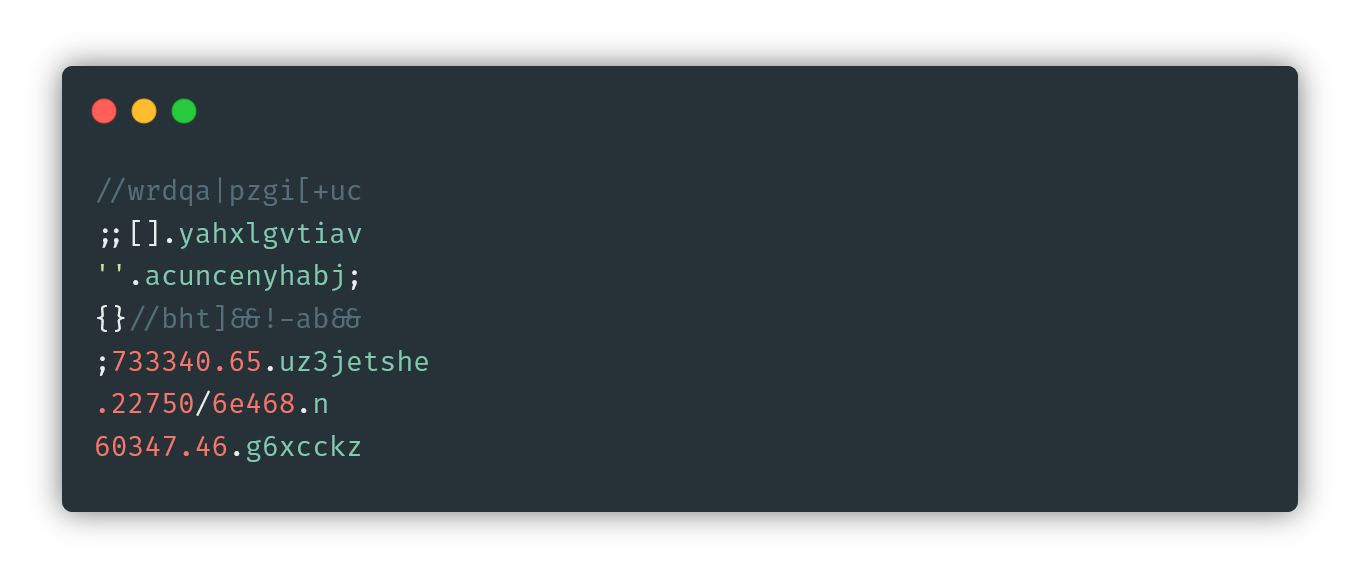 //wrdqa|pzgi[+uc
;;[].yahxlgvtiav
''.acuncenyhabj;
{}//bht]&&!-ab&&
;733340.65.uz3jetshe
.22750/6e468.n
60347.46.g6xcckz